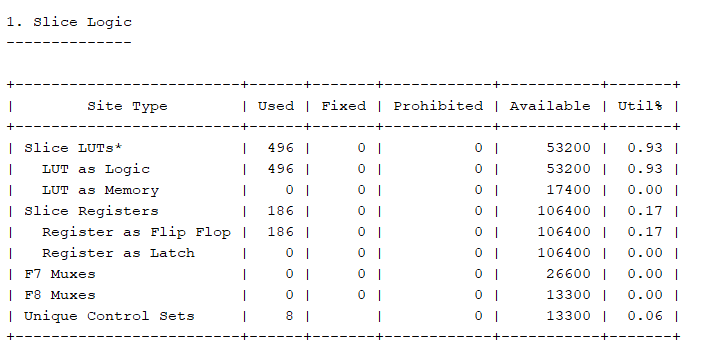 1. Slice Logic
--------------
+--------------------------+------+-------+------------+-----------+-------+
|         Site Type        | Used | Fixed | Prohibited | Available | Util% |
+--------------------------+------+-------+------------+-----------+-------+
| Slice LUTs*              |  496 |     0 |          0 |     53200 |  0.93 |
|   LUT as Logic           |  496 |     0 |          0 |     53200 |  0.93 |
|   LUT as Memory          |    0 |     0 |          0 |     17400 |  0.00 |
| Slice Registers          |  186 |     0 |          0 |    106400 |  0.17 |
|   Register as Flip Flop  |  186 |     0 |          0 |    106400 |  0.17 |
|   Register as Latch      |    0 |     0 |          0 |    106400 |  0.00 |
| F7 Muxes                 |    0 |     0 |          0 |     26600 |  0.00 |
| F8 Muxes                 |    0 |     0 |          0 |     13300 |  0.00 |
| Unique Control Sets      |    8 |       |          0 |     13300 |  0.06 |
+--------------------------+------+-------+------------+-----------+-------+